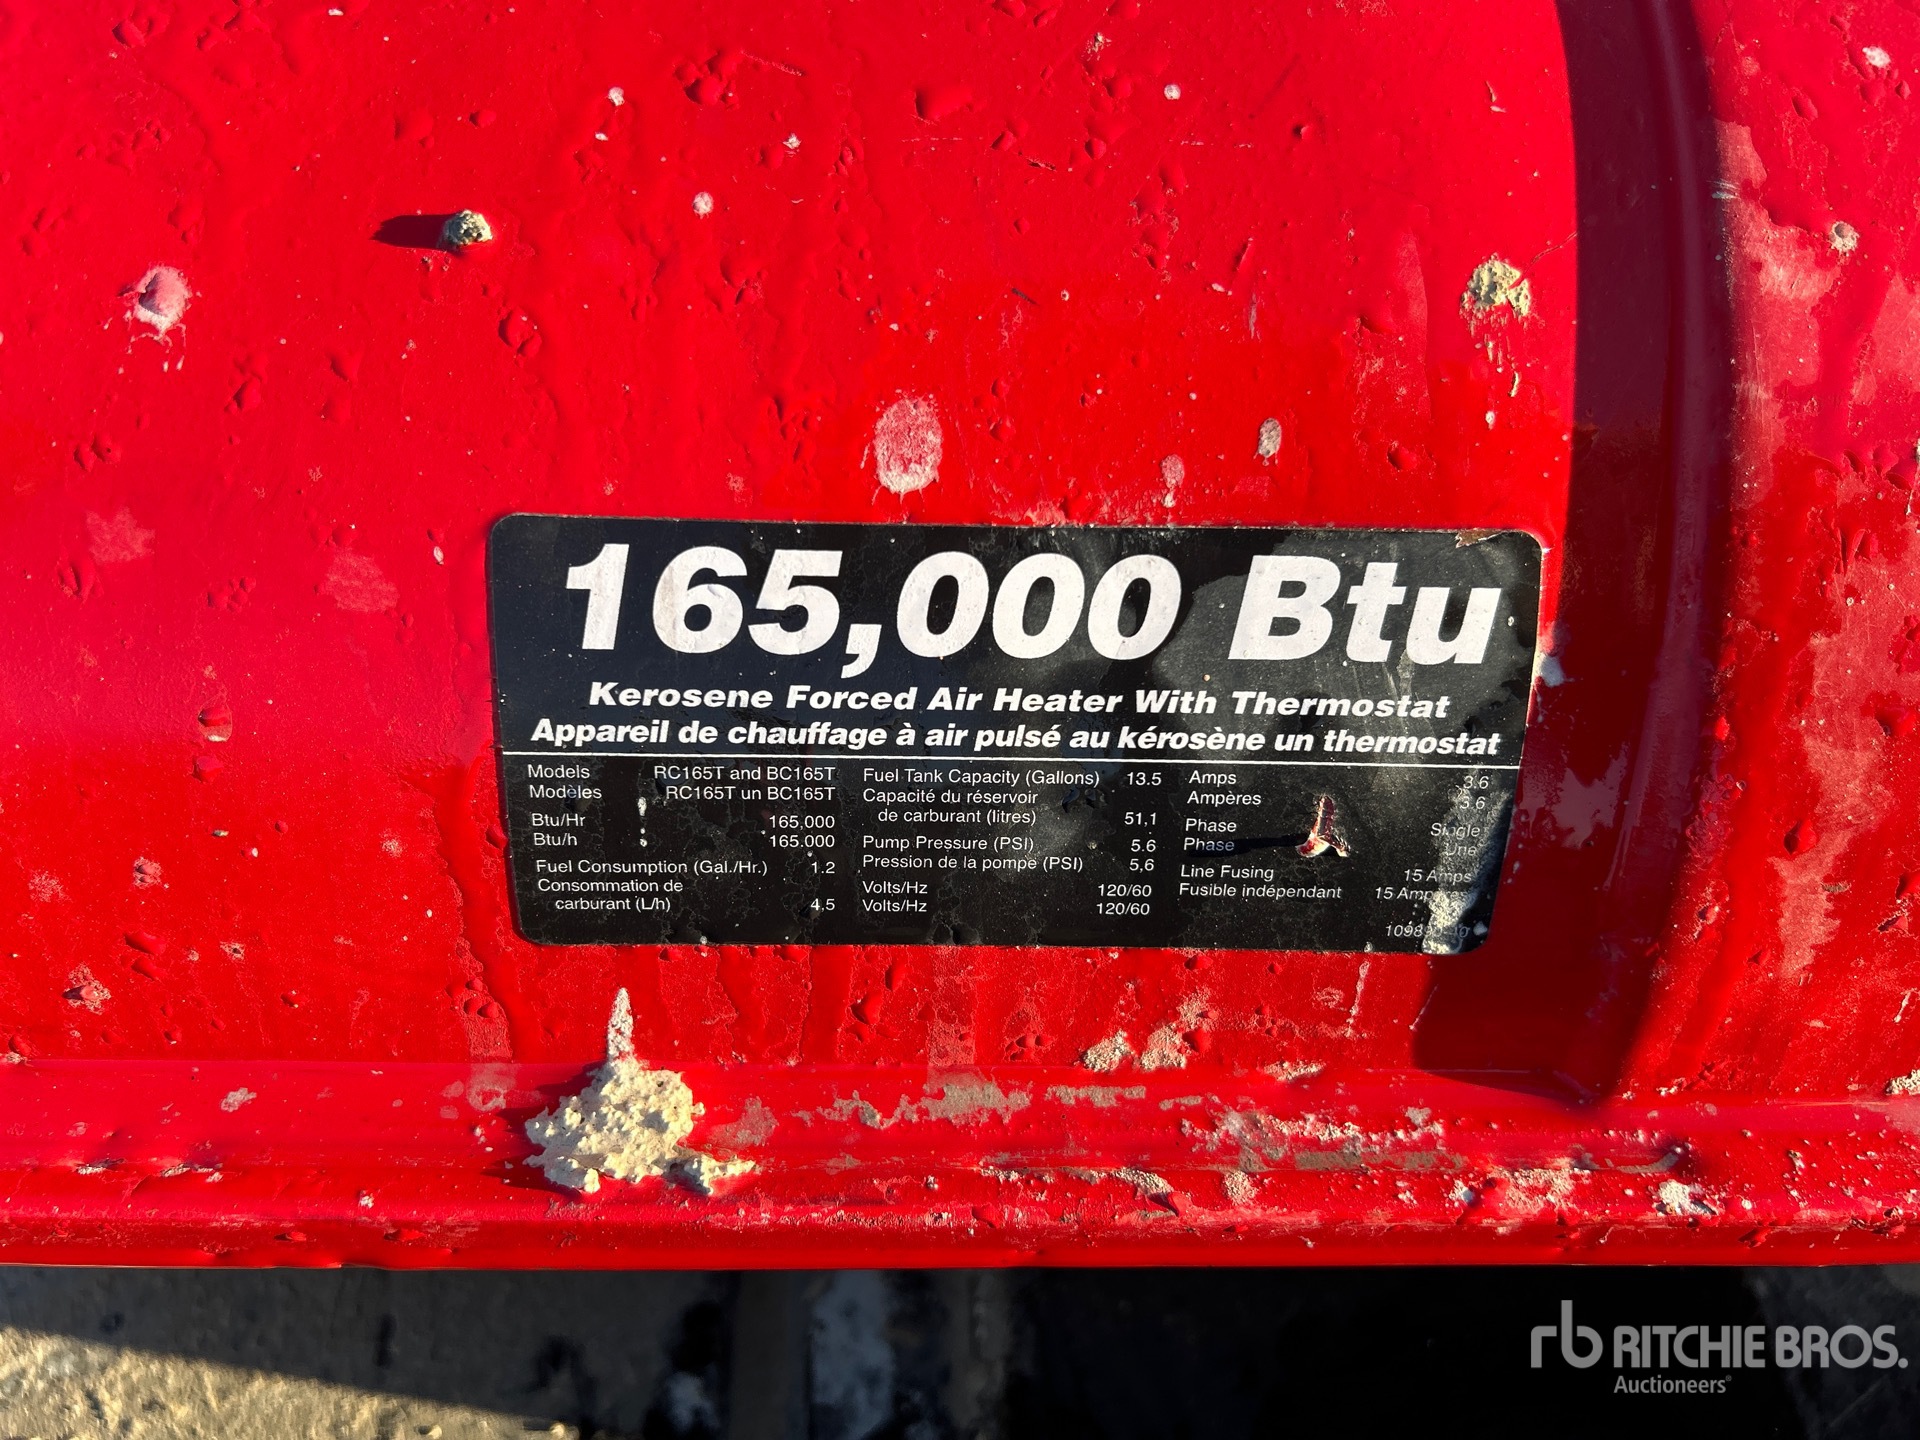 165,000 Btu
Kerosene Forced Air Heater With Thermostat
Appareil de chauffage à air pulsé au kérosène un thermostat
Models RC165T and BC165T
Modèles RC165T un BC165T
Btu/Hr 165,000
Btu/h 165.000
Fuel Consumption (Gal./Hr.) 1.2
Consommation de
carburant (L/h) 4,5
Fuel Tank Capacity (Gallons) 13.5
Capacité du réservoir
de carburant (litres) 51,1
Pump Pressure (PSI) 5.6
Pression de la pompe (PSI) 5,6
Volts/Hz 120/60
Volts/Hz 120/60
Amps 3.6
Ampères 3.6
Phase Single
Phase Une
Line Fusing 15 Amps
Fusible indépendant 15
rb RITCHIE BROS.
Auctioneers